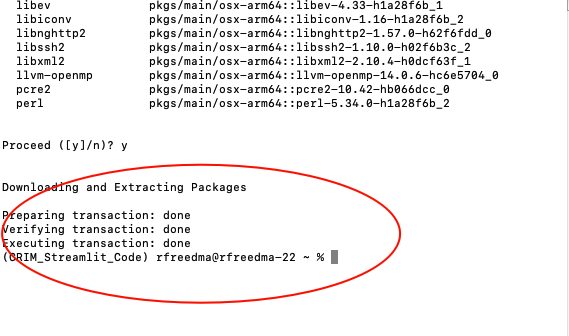 libev pkgs/main/osx-arm64::libev-4.33-h1a28f6b_1
libiconv pkgs/main/osx-arm64::libiconv-1.16-h1a28f6b_2
libnghttp2 pkgs/main/osx-arm64::libnghttp2-1.57.0-h62f6fdd_0
libssh2 pkgs/main/osx-arm64::libssh2-1.10.0-h02f6b3c_2
libxml2 pkgs/main/osx-arm64::libxml2-2.10.4-h0dcf63f_1
llvm-openmp pkgs/main/osx-arm64::llvm-openmp-14.0.6-hc6e5704_0
pcre2 pkgs/main/osx-arm64::pcre2-10.42-hb066dcc_0
perl pkgs/main/osx-arm64::perl-5.34.0-h1a28f6b_2
Proceed ([y]/n)? y
Downloading and Extracting Packages
Preparing transaction: done
Verifying transaction: done
Executing transaction: done
(CRIM_Streamlit_Code) rfreedma@rfreedma-22 ~ %